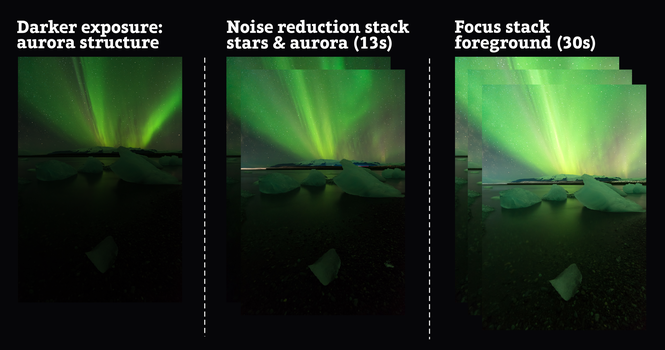 Darker exposure:
aurora structure
Noise reduction stack
stars & aurora (13s)
Focus stack
foreground (30s)